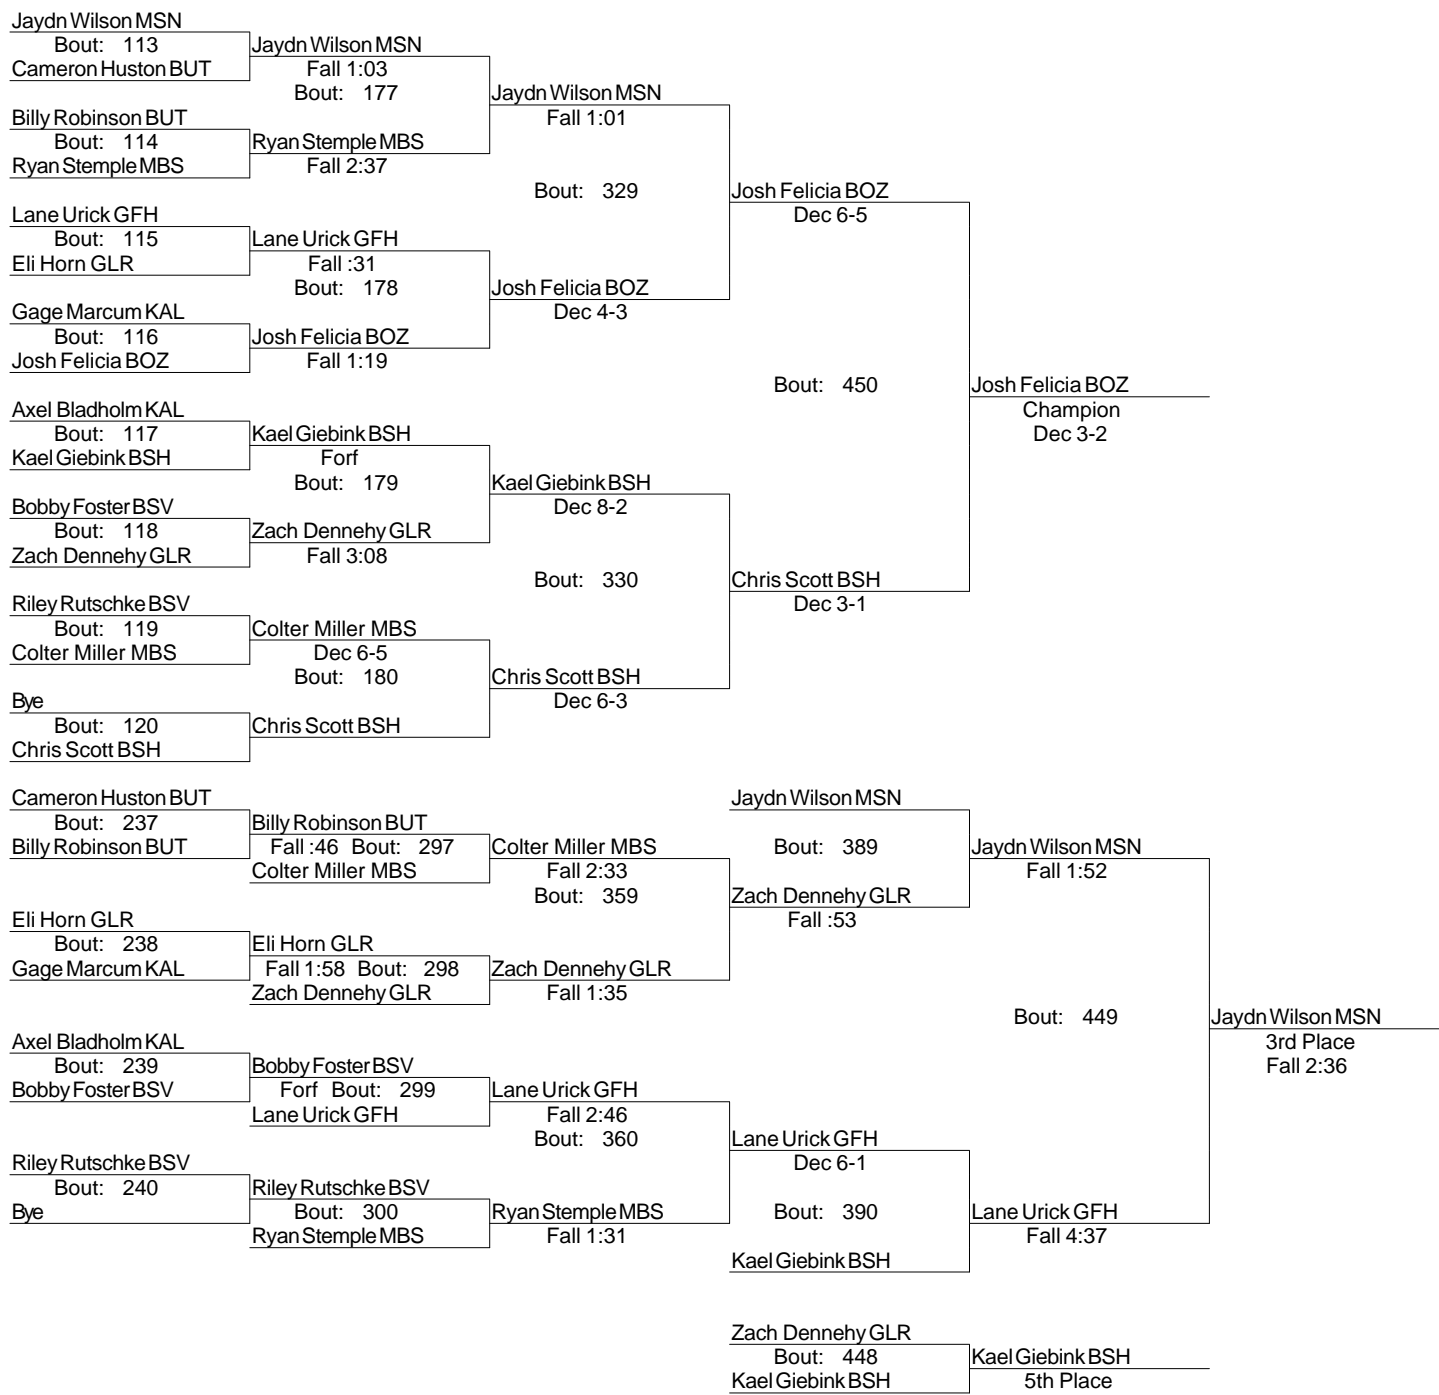 Jaydn Wilson MSN
Bout: 113
Cameron Huston BUT
Jaydn Wilson MSN
Fall 1:03
Bout: 177
Billy Robinson BUT
Bout: 114
Ryan Stemple MBS
Ryan Stemple MBS
Fall 2:37
Jaydn Wilson MSN
Fall 1:01
Bout: 329
Lane Urick GFH
Bout: 115
Eli Horn GLR
Lane Urick GFH
Fall :31
Bout: 178
Gage Marcum KAL
Bout: 116
Josh Felicia BOZ
Josh Felicia BOZ
Fall 1:19
Josh Felicia BOZ
Dec 4-3
Josh Felicia BOZ
Dec 6-5
Bout: 450
Josh Felicia BOZ
Champion
Dec 3-2
Axel Bladholm KAL
Bout: 117
Kael Giebink BSH
Kael Giebink BSH
Forf
Bout: 179
Bobby Foster BSV
Bout: 118
Zach Dennehy GLR
Zach Dennehy GLR
Fall 3:08
Kael Giebink BSH
Dec 8-2
Bout: 330
Riley Rutschke BSV
Bout: 119
Colter Miller MBS
Colter Miller MBS
Dec 6-5
Bout: 180
Bye
Bout: 120
Chris Scott BSH
Chris Scott BSH
Chris Scott BSH
Dec 6-3
Chris Scott BSH
Dec 3-1
Cameron Huston BUT
Bout: 237
Billy Robinson BUT
Billy Robinson BUT
Fall :46 Bout: 297
Colter Miller MBS
Colter Miller MBS
Fall 2:33
Bout: 359
Eli Horn GLR
Bout: 238
Gage Marcum KAL
Eli Horn GLR
Fall 1:58 Bout: 298
Zach Dennehy GLR
Zach Dennehy GLR
Fall 1:35
Jaydn Wilson MSN
Bout: 389
Zach Dennehy GLR
Fall :53
Jaydn Wilson MSN
Fall 1:52
Bout: 449
Jaydn Wilson MSN
3rd Place
Fall 2:36
Axel Bladholm KAL
Bout: 239
Bobby Foster BSV
Bobby Foster BSV
Forf Bout: 299
Lane Urick GFH
Lane Urick GFH
Fall 2:46
Bout: 360
Riley Rutschke BSV
Bout: 240
Bye
Riley Rutschke BSV
Bout: 300
Ryan Stemple MBS
Ryan Stemple MBS
Fall 1:31
Lane Urick GFH
Dec 6-1
Bout: 390
Kael Giebink BSH
Lane Urick GFH
Fall 4:37
Zach Dennehy GLR
Bout: 448
Kael Giebink BSH
Kael Giebink BSH
5th Place